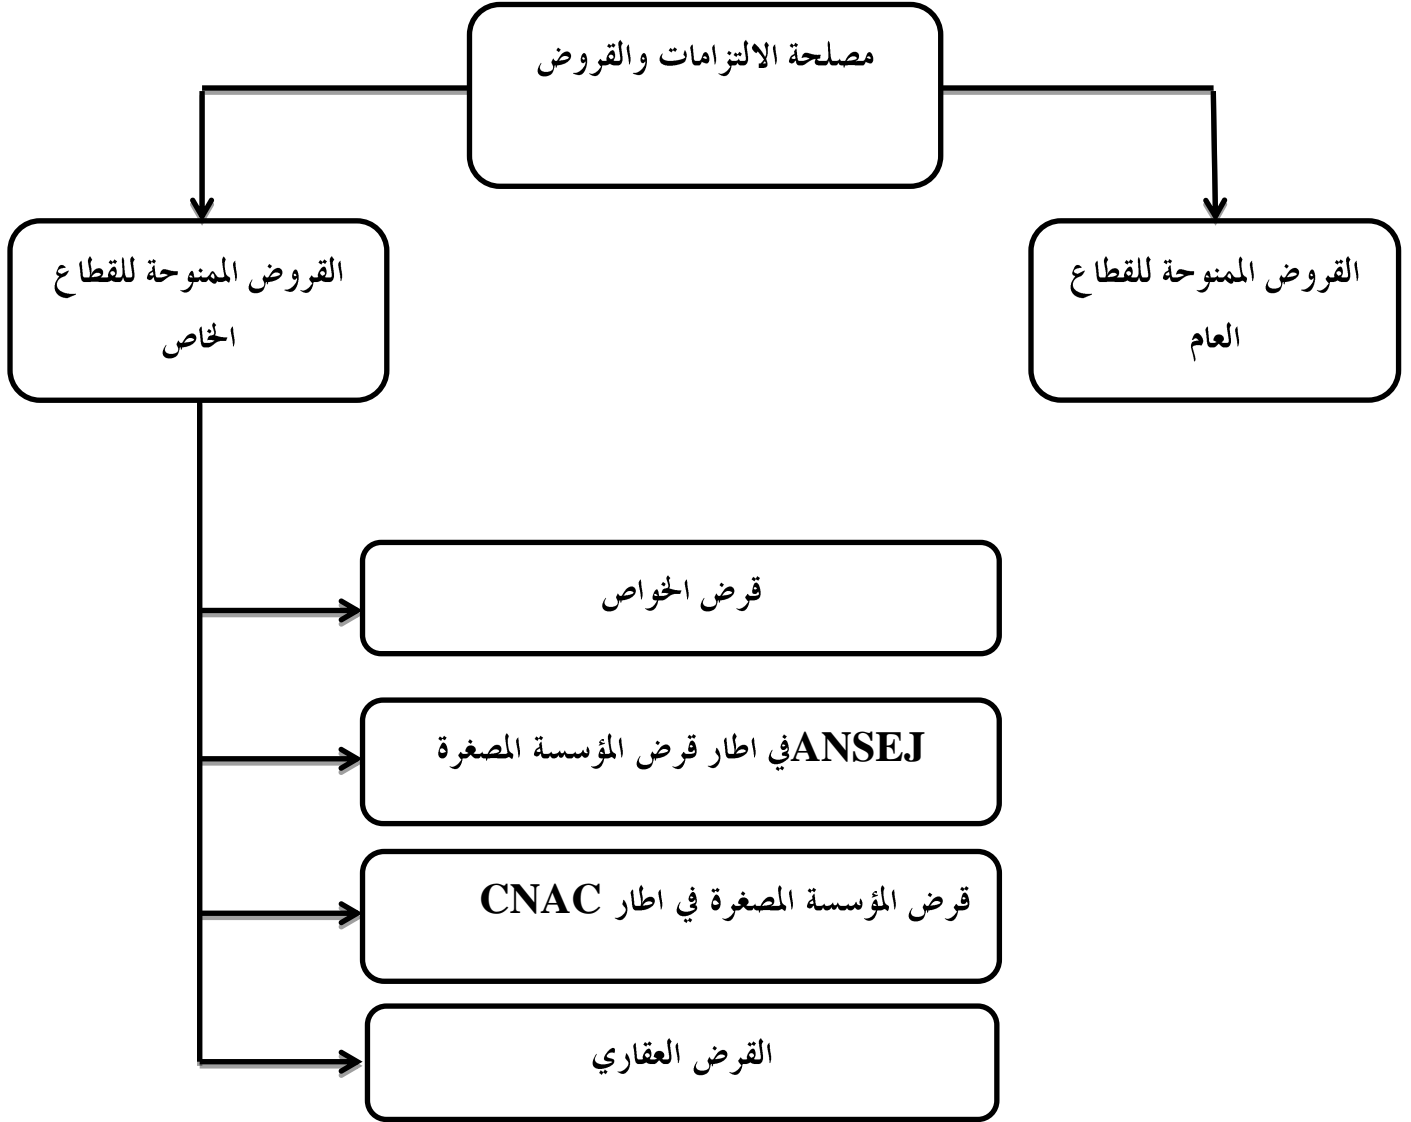 مصلحة الالتزامات والقروض
القروض الممنوحة للقطاع
العام
القروض الممنوحة للقطاع
الخاص
قرض الخواص
ANSEJفي اطار قرض المؤسسة المصغرة
قرض المؤسسة المصغرة في اطار CNAC
القرض العقاري